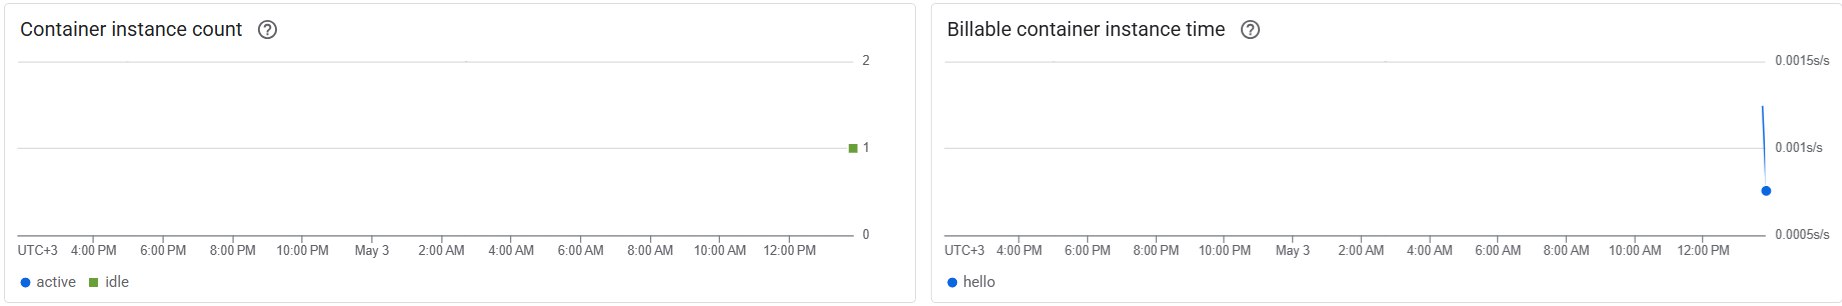 Container instance count
2
1
0
UTC+3 4:00 PM 6:00 PM 8:00 PM 10:00 PM May 3 2:00 AM 4:00 AM 6:00 AM 8:00 AM 10:00 AM 12:00 PM
active idle
Billable container instance time
0.0015s/s
0.001s/s
0.0005s/s
UTC+3 4:00 PM 6:00 PM 8:00 PM 10:00 PM May 3 2:00 AM 4:00 AM 6:00 AM 8:00 AM 10:00 AM 12:00 PM
hello